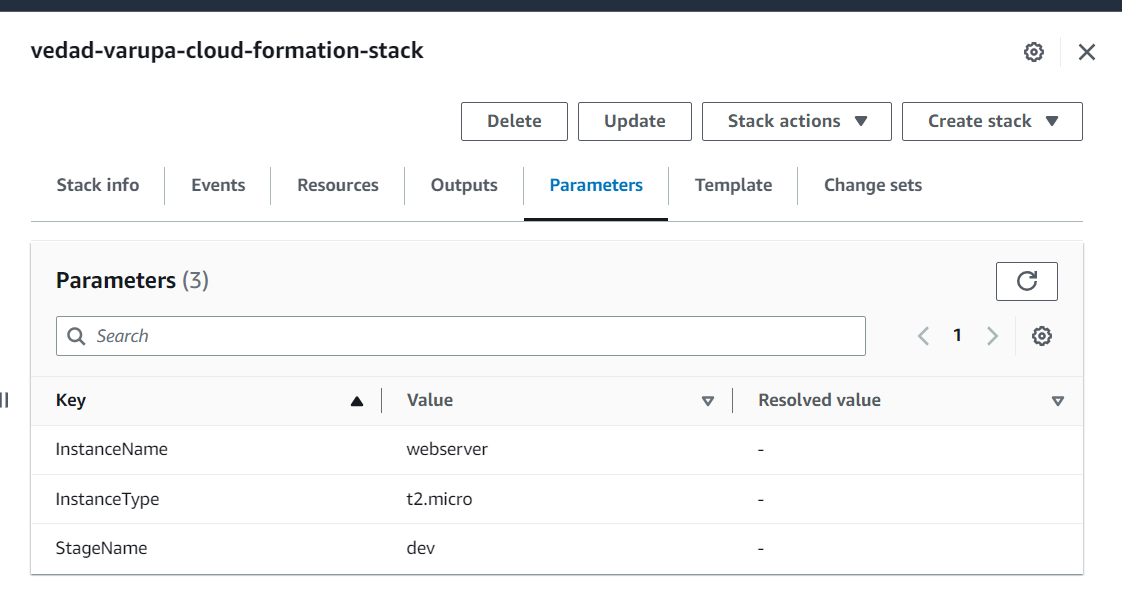 vedad-varupa-cloud-formation-stack
Delete Update Stack actions Create stack
Stack info Events Resources Outputs Parameters Template Change sets
Parameters (3)
Search 1
Key Value Resolved value
InstanceName webserver -
InstanceType t2.micro -
StageName dev -